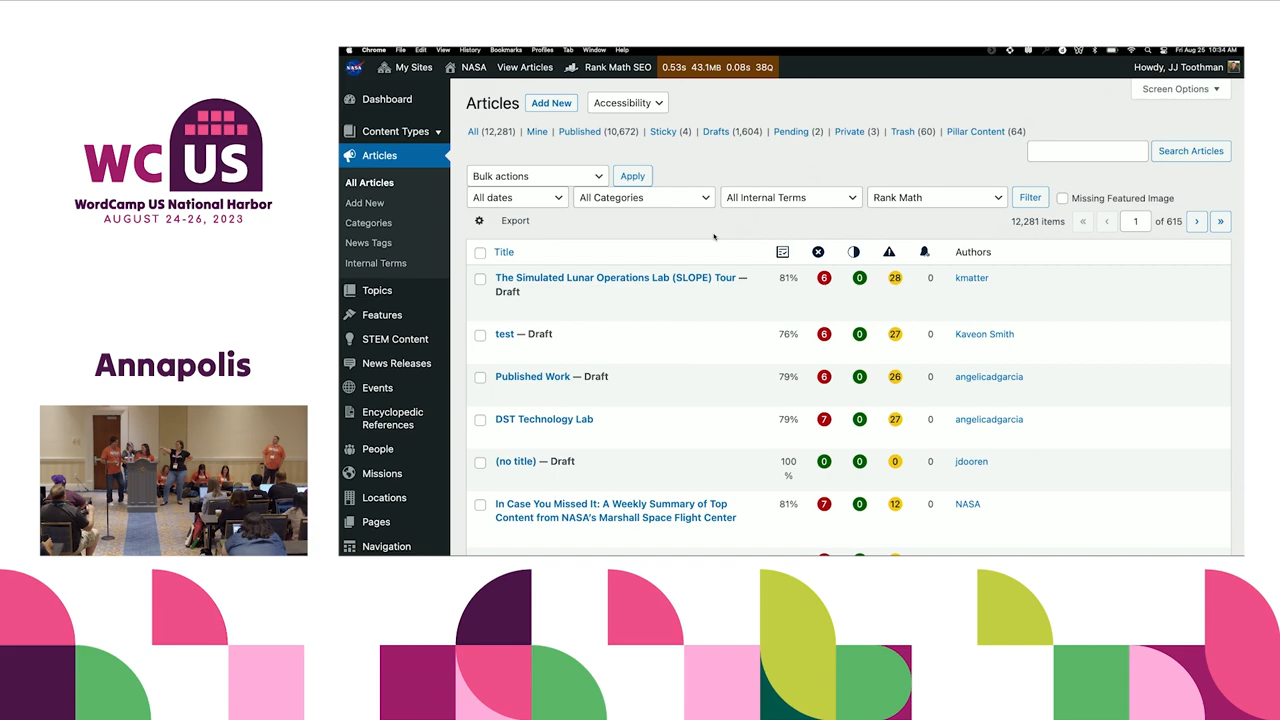 WC US
WordCamp US National Harbor
AUGUST 24-26, 2023
Annapolis
Chrome File Edit View History Bookmarks Profiles Tab Window Help
Fri Aug 25 10:34 AM
NASA My Sites NASA View Articles Rank Math SEO 0.53s 43.1MB 0.08s 38Q
Howdy, JJ Toothman
Dashboard
Content Types
Articles
All Articles
Add New
Categories
News Tags
Internal Terms
Topics
Features
STEM Content
News Releases
Events
Encyclopedic
References
People
Missions
Locations
Pages
Navigation
Screen Options
Articles Add New Accessibility
All (12,281) | Mine | Published (10,672) | Sticky (4) | Drafts (1,604) | Pending (2) | Private (3) | Trash (60) | Pillar Content (64)
Search Articles
Bulk actions Apply
All dates All Categories All Internal Terms Rank Math Filter Missing Featured Image
Export 12,281 items « ‹ 1 of 615 › »
Title Authors
The Simulated Lunar Operations Lab (SLOPE) Tour — 81% 6 0 28 0 kmatter
Draft
test — Draft 76% 6 0 27 0 Kaveon Smith
Published Work — Draft 79% 6 0 26 0 angelicadgarcia
DST Technology Lab 79% 7 0 27 0 angelicadgarcia
(no title) — Draft 100 0 0 0 0 jdooren
%
In Case You Missed It: A Weekly Summary of Top 81% 7 0 12 0 NASA
Content from NASA's Marshall Space Flight Center